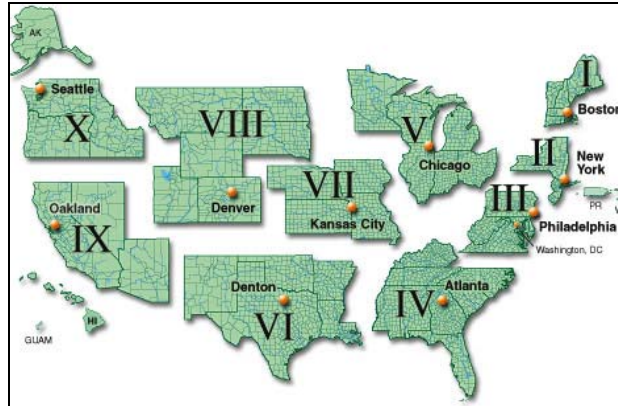 AK
Seattle
X
VIII
V
Chicago
I
Boston
II
New
York
III
Philadelphia
Washington, DC
PR
Oakland
IX
Denver
VII
Kansas City
Denton
VI
IV
Atlanta
HI
GUAM